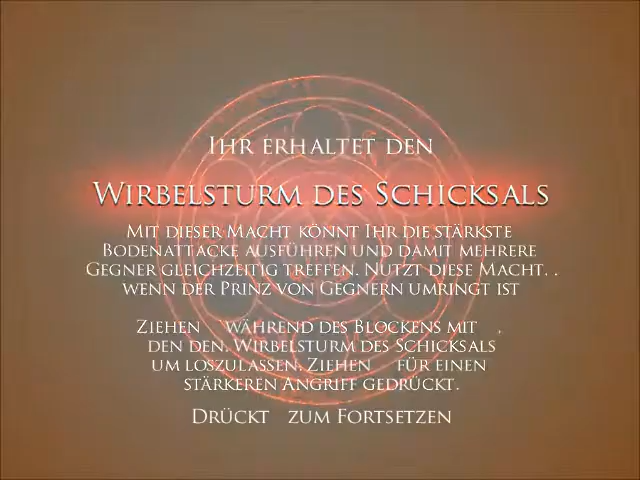 Ihr erhaltet den
Wirbelsturm des Schicksals
Mit dieser Macht könnt Ihr die stärkste
Bodenattacke ausführen und damit mehrere
Gegner gleichzeitig treffen. Nutzt diese Macht, .
wenn der Prinz von Gegnern umringt ist
Ziehen während des Blockens mit ,
den den. Wirbelsturm des Schicksals
um loszulassen. Ziehen für einen
stärkeren Angriff gedrückt.
Drückt zum Fortsetzen